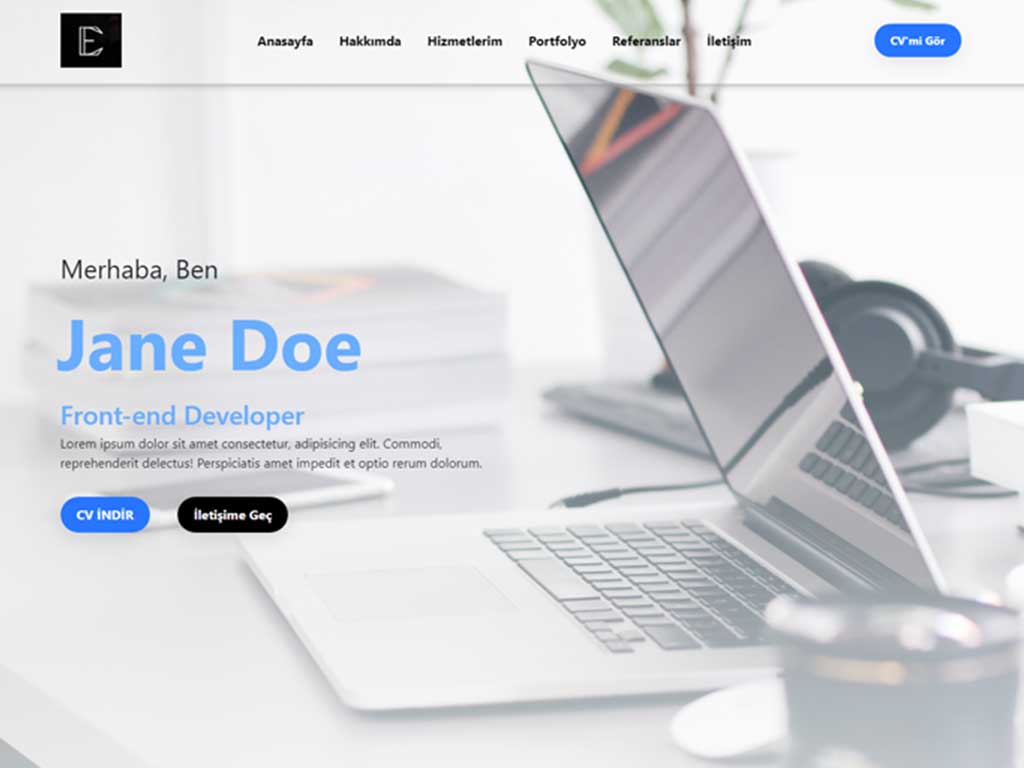 E
Anasayfa Hakkımda Hizmetlerim Portfolyo Referanslar İletişim CV'mi Gör
Merhaba, Ben
Jane Doe
Front-end Developer
Lorem ipsum dolor sit amet consectetur, adipisicing elit. Commodi,
reprehenderit delectus! Perspiciatis amet impedit et optio rerum dolorum.
CV İNDİR İletişime Geç